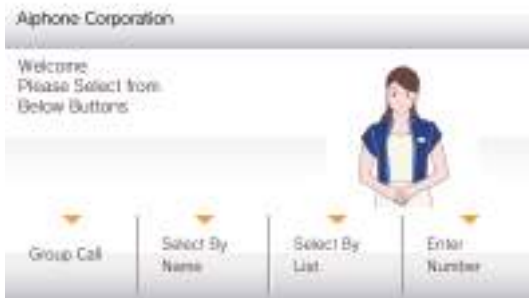 Aiphone Corporation
Welcome
Please Select from
Below Buttons
Group Call
Select By
Name
Select By
List
Enter
Number